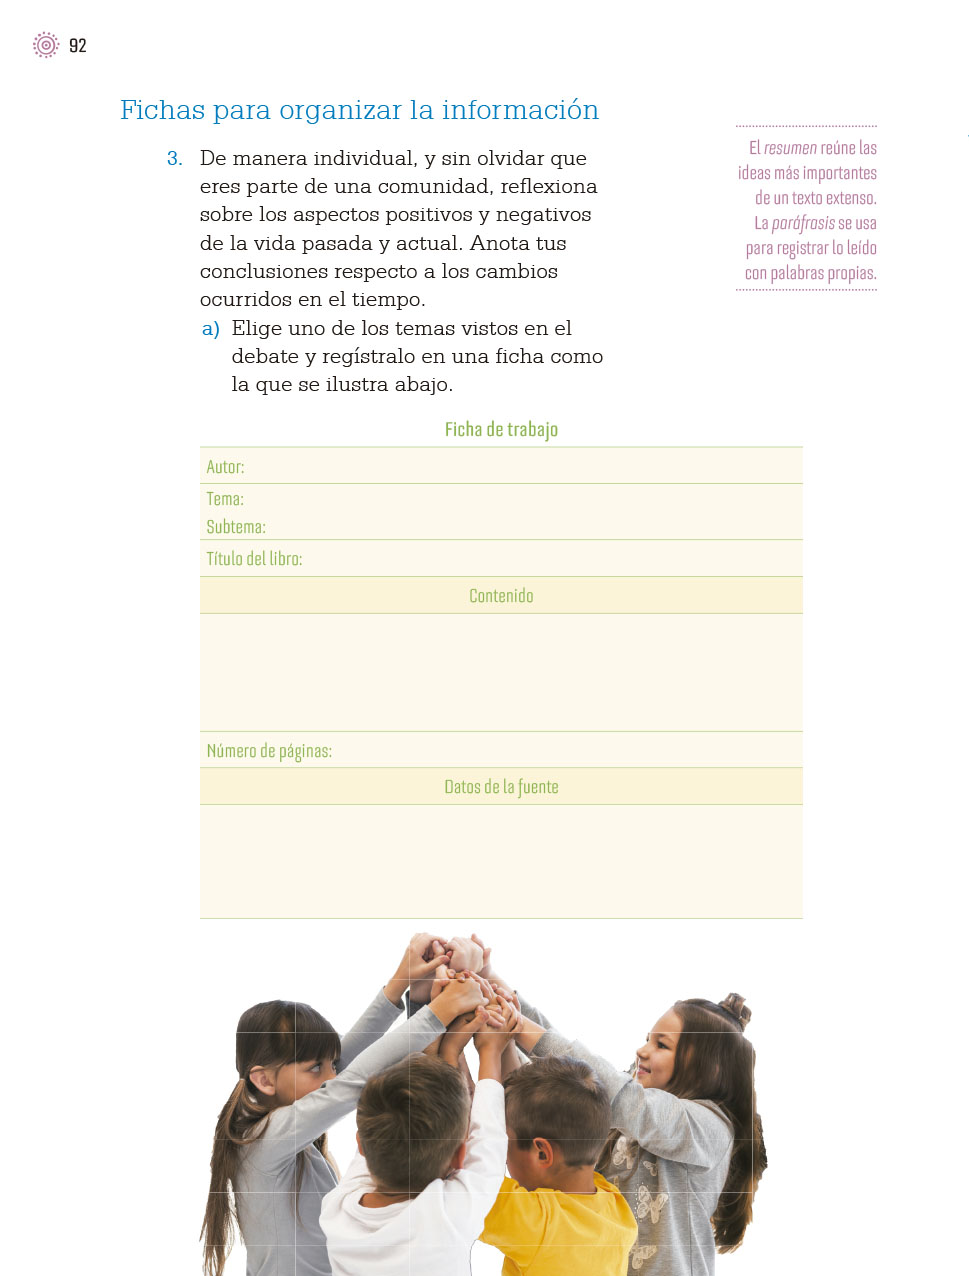 92
Fichas para organizar la información
3. De manera individual, y sin olvidar que
eres parte de una comunidad, reflexiona
sobre los aspectos positivos y negativos
de la vida pasada y actual. Anota tus
conclusiones respecto a los cambios
ocurridos en el tiempo.
a) Elige uno de los temas vistos en el
debate y regístralo en una ficha como
la que se ilustra abajo.
El resumen reúne las
ideas más importantes
de un texto extenso.
La paráfrasis se usa
para registrar lo leído
con palabras propias.
Ficha de trabajo
Autor:
Tema:
Subtema:
Título del libro:
Contenido
Número de páginas:
Datos de la fuente